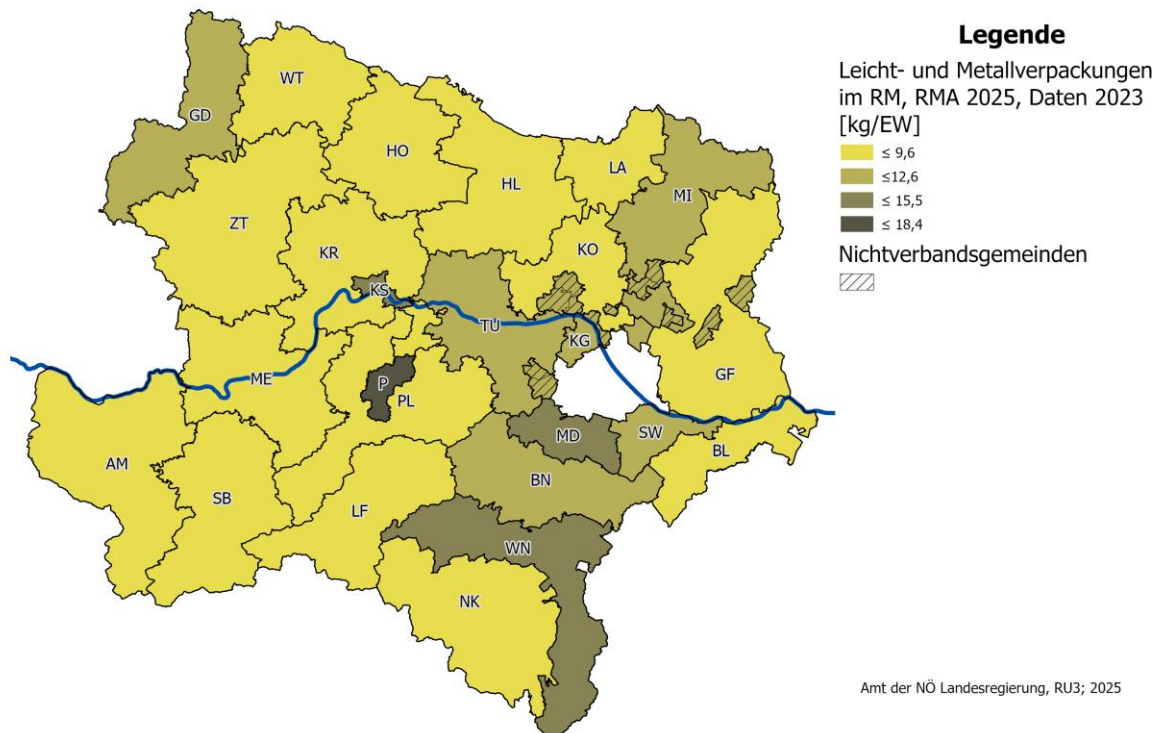 Legende
Leicht- und Metallverpackungen
im RM, RMA 2025, Daten 2023
[kg/EW]
≤ 9,6
≤12,6
≤ 15,5
≤ 18,4
Nichtverbandsgemeinden
WT
GD
HO
LA
HL
MI
ZT
KR
KO
KS
TU
KG
ME
P
PL
GF
MD
SW
BL
AM
SB
LF
BN
WN
NK
Amt der NÖ Landesregierung, RU3; 2025